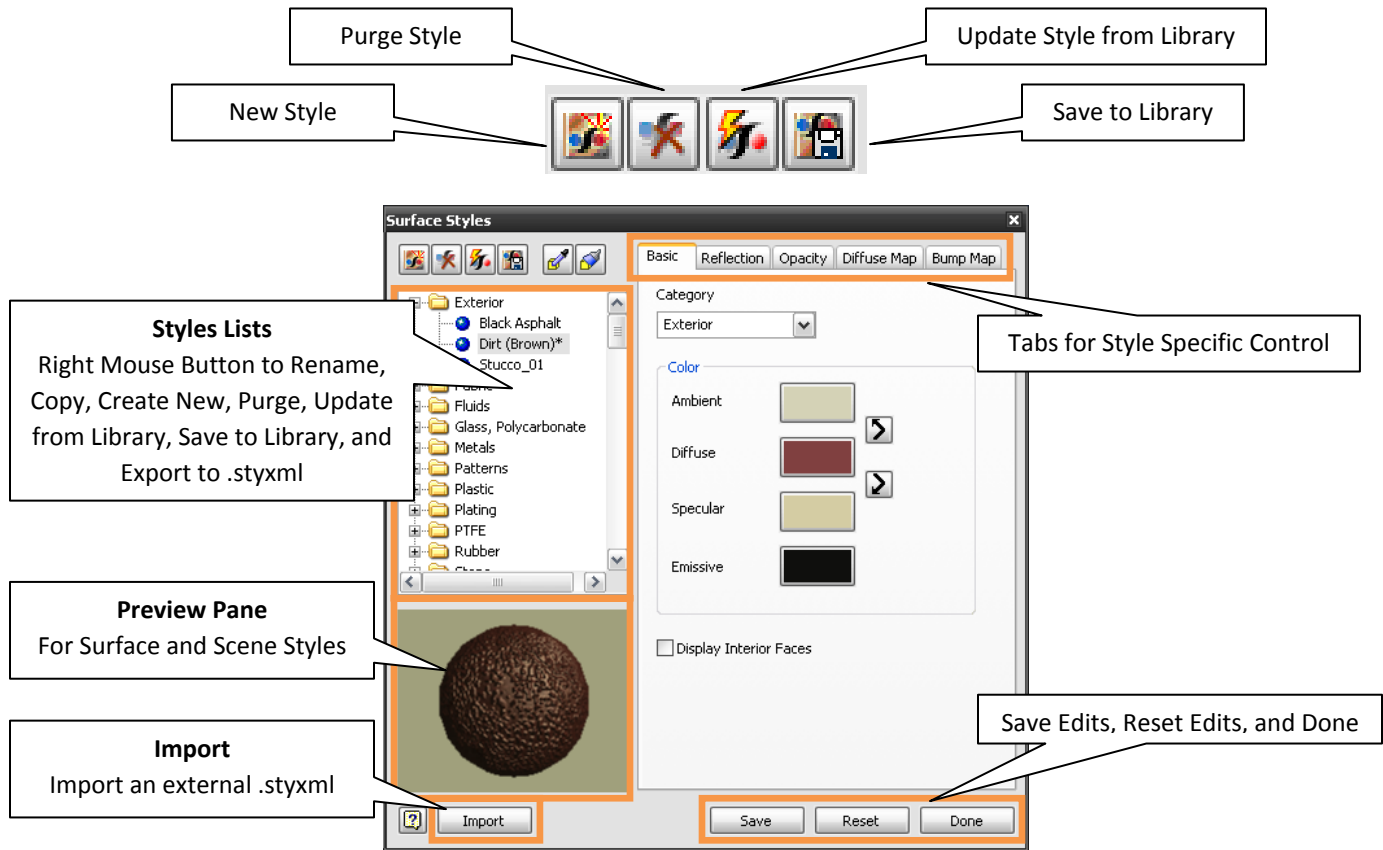 Purge Style
Update Style from Library
New Style
Save to Library
Surface Styles
Basic
Reflection
Opacity
Diffuse Map
Bump Map
Exterior
Black Asphalt
Dirt (Brown)*
Stucco_01
Fabric
Fluids
Glass, Polycarbonate
Metals
Patterns
Plastic
Plating
PTFE
Rubber
Stone
Category
Exterior
Color
Ambient
Diffuse
Specular
Emissive
Display Interior Faces
Tabs for Style Specific Control
Styles Lists
Right Mouse Button to Rename,
Copy, Create New, Purge, Update
from Library, Save to Library, and
Export to .styxml
Preview Pane
For Surface and Scene Styles
Import
Import an external .styxml
Save Edits, Reset Edits, and Done
Import
Save
Reset
Done